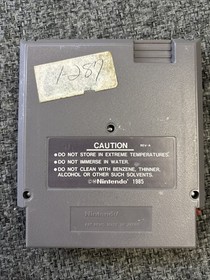 1287
CAUTION
REV-A
•DO NOT STORE IN EXTREME TEMPERATURES.
•DO NOT IMMERSE IN WATER.
•DO NOT CLEAN WITH BENZENE, THINNER,
ALCOHOL OR OTHER SUCH SOLVENTS.
©Nintendo 1985
Nintendo